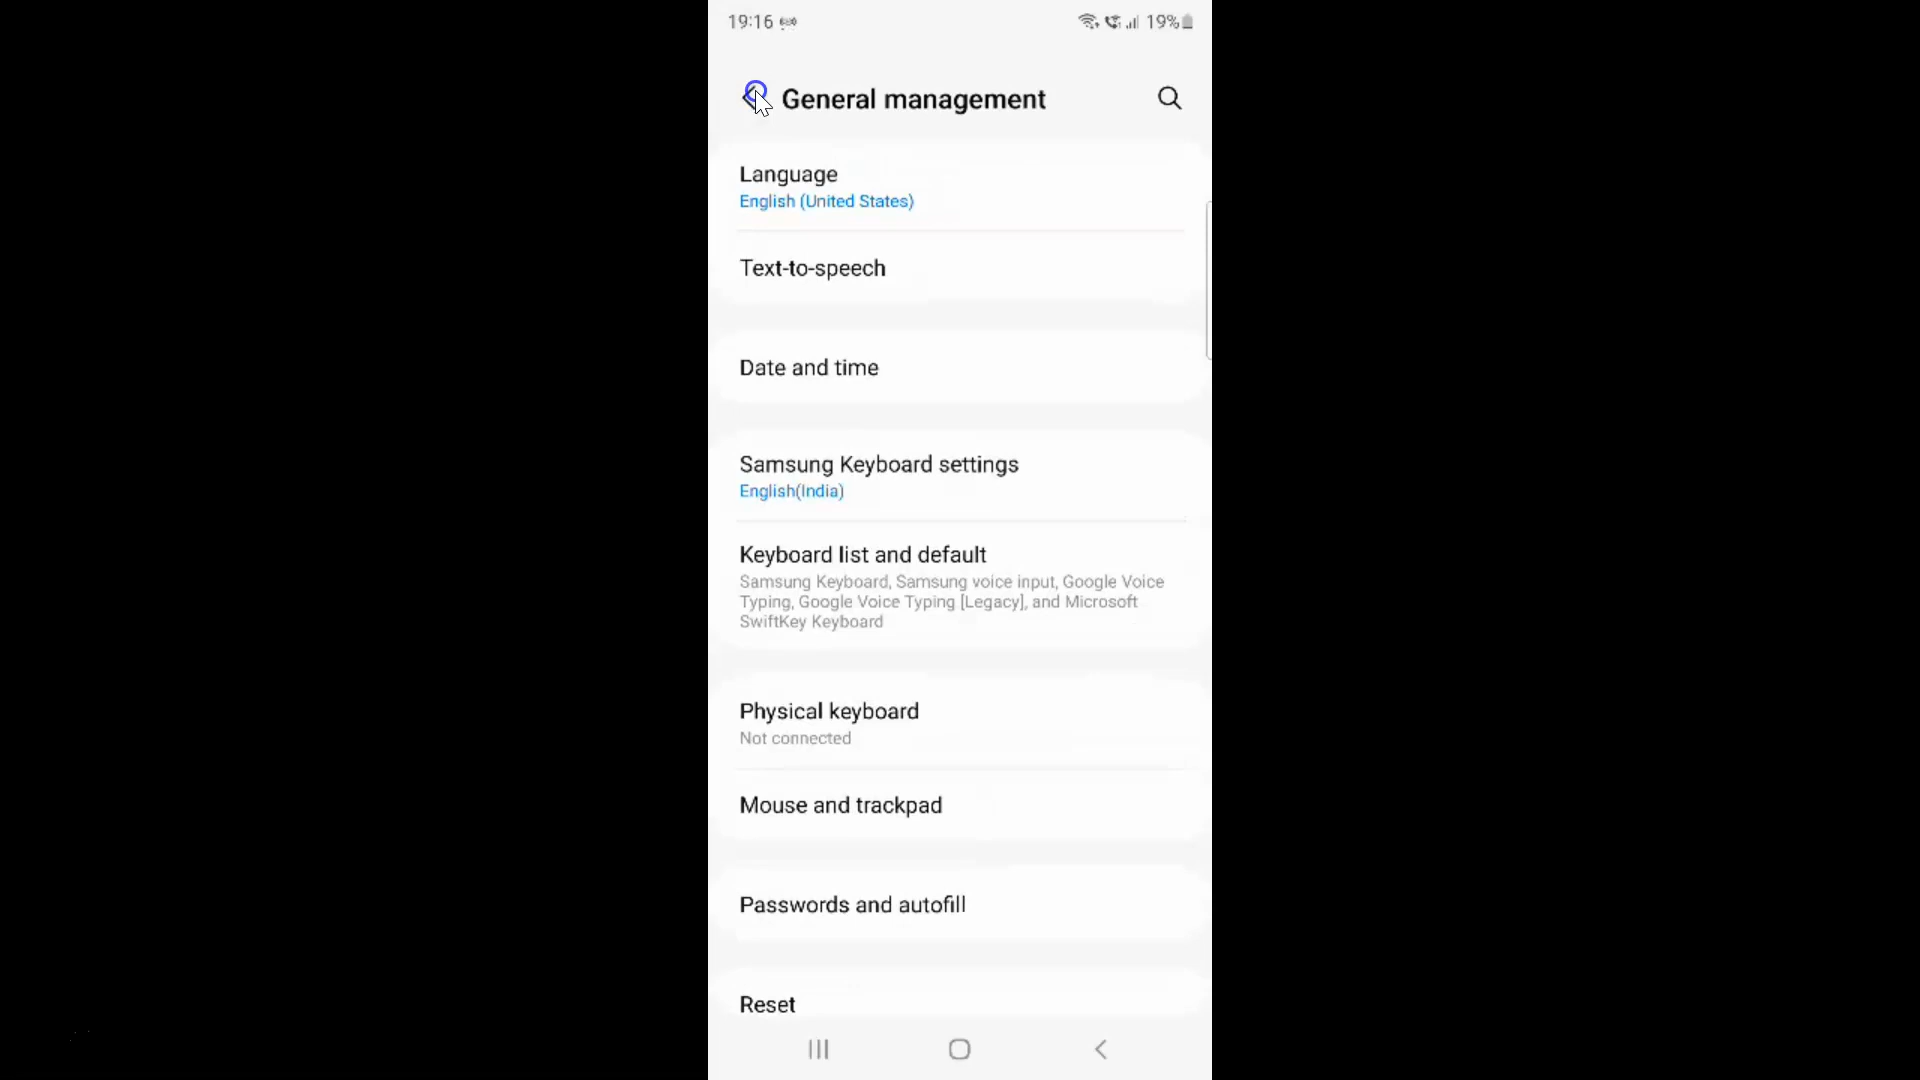 19:16
19%
General management
Language
English (United States)
Text-to-speech
Date and time
Samsung Keyboard settings
English(India)
Keyboard list and default
Samsung Keyboard, Samsung voice input, Google Voice
Typing, Google Voice Typing [Legacy], and Microsoft
SwiftKey Keyboard
Physical keyboard
Not connected
Mouse and trackpad
Passwords and autofill
Reset